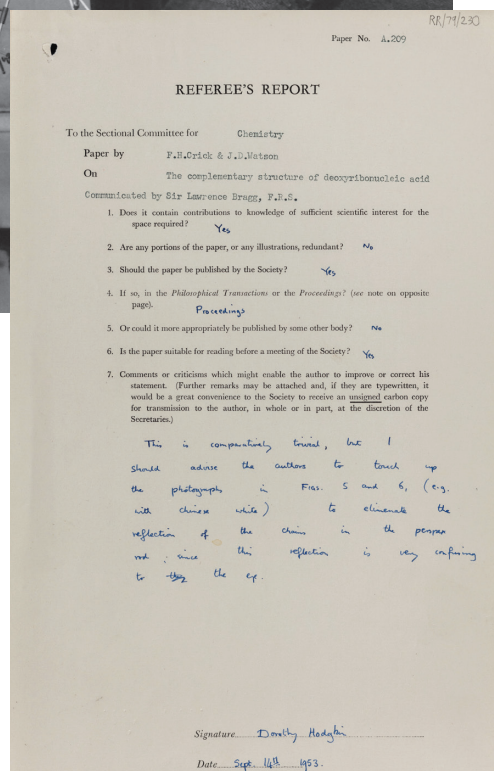 RR/79/230
Paper No. A.209
REFEREE'S REPORT
To the Sectional Committee for Chemistry
Paper by F.H.Crick & J.D.Watson
On The complementary structure of deoxyribonucleic acid
Communicated by Sir Lawrence Bragg, F.R.S.
1. Does it contain contributions to knowledge of sufficient scientific interest for the
space required? Yes
2. Are any portions of the paper, or any illustrations, redundant? No
3. Should the paper be published by the Society? Yes
4. If so, in the Philosophical Transactions or the Proceedings? (see note on opposite
page). Proceedings
5. Or could it more appropriately be published by some other body? No
6. Is the paper suitable for reading before a meeting of the Society? Yes
7. Comments or criticisms which might enable the author to improve or correct his
statement. (Further remarks may be attached and, if they are typewritten, it
would be a great convenience to the Society to receive an unsigned carbon copy
for transmission to the author, in whole or in part, at the discretion of the
Secretaries.)
This is comparatively trivial, but I
should advise the authors to touch up
the photographs in Figs. 5 and 6, (e.g.
with chinese white) to elimenate the
reflection of the chains in the perspex
rod; since this reflection is very confusing
to the
Signature Dorothy Hodgkin
Date Sept. 14th 1953.